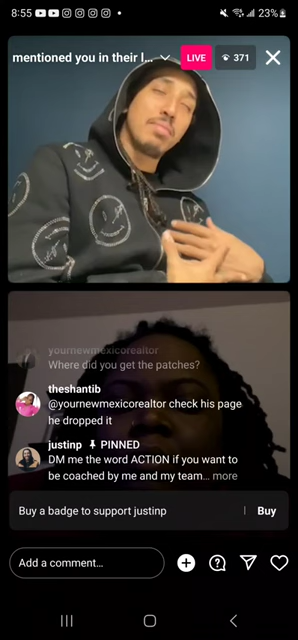 8:55
23%
mentioned you in their l...
LIVE
371
yournewmexicorealtor
Where did you get the patches?
theshantib
@yournewmexicorealtor check his page
he dropped it
justinp PINNED
DM me the word ACTION if you want to
be coached by me and my team... more
Buy a badge to support justinp
Buy
Add a comment...